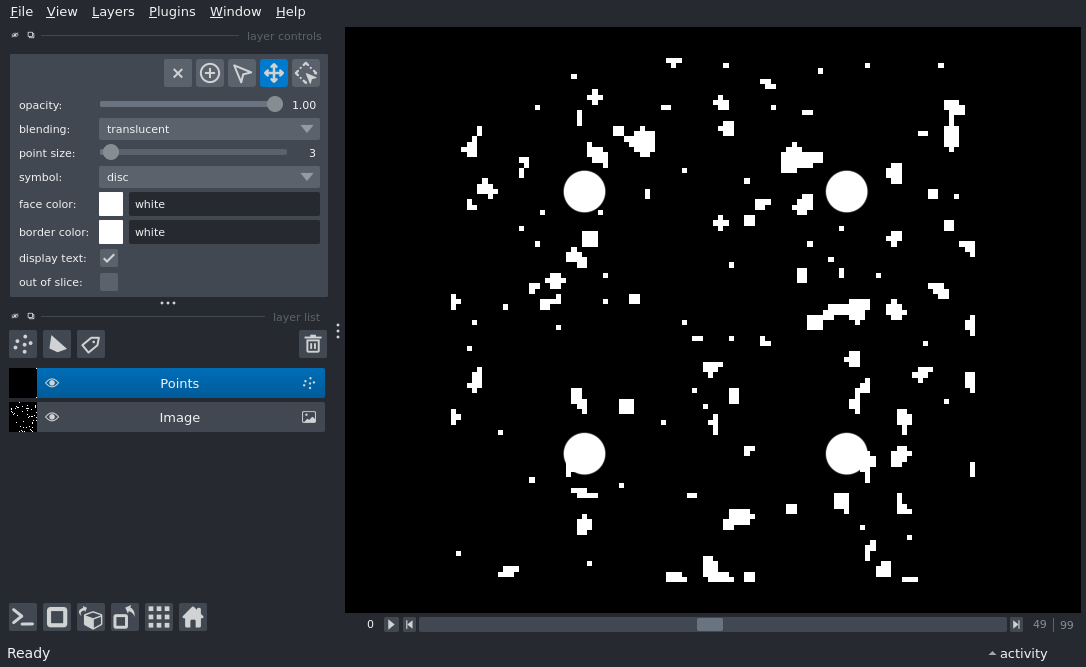 File View Layers Plugins Window Help
layer controls
opacity: 1.00
blending: translucent
point size: 3
symbol: disc
face color: white
border color: white
display text:
out of slice:
layer list
Points
Image
0 49 | 99
Ready activity